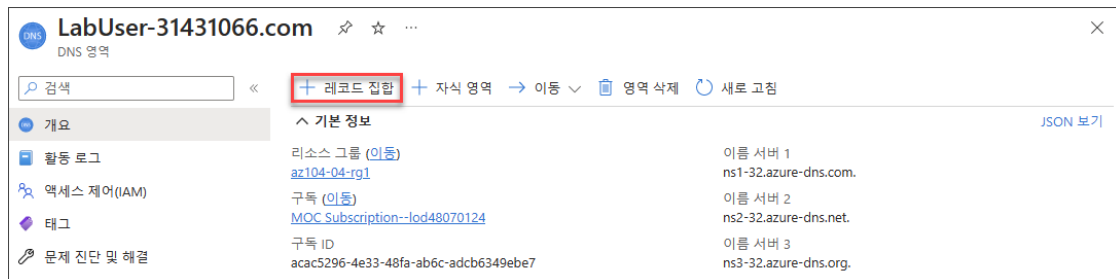 DNS
LabUser-31431066.com
DNS 영역
검색
+ 레코드 집합 + 자식 영역 → 이동 영역 삭제 새로 고침
DNS 개요
기본 정보
JSON 보기
활동 로그
액세스 제어(IAM)
태그
문제 진단 및 해결
리소스 그룹 (이동)
az104-04-rg1
구독 (이동)
MOC Subscription--lod48070124
구독 ID
acac5296-4e33-48fa-ab6c-adcb6349ebe7
이름 서버 1
ns1-32.azure-dns.com.
이름 서버 2
ns2-32.azure-dns.net.
이름 서버 3
ns3-32.azure-dns.org.